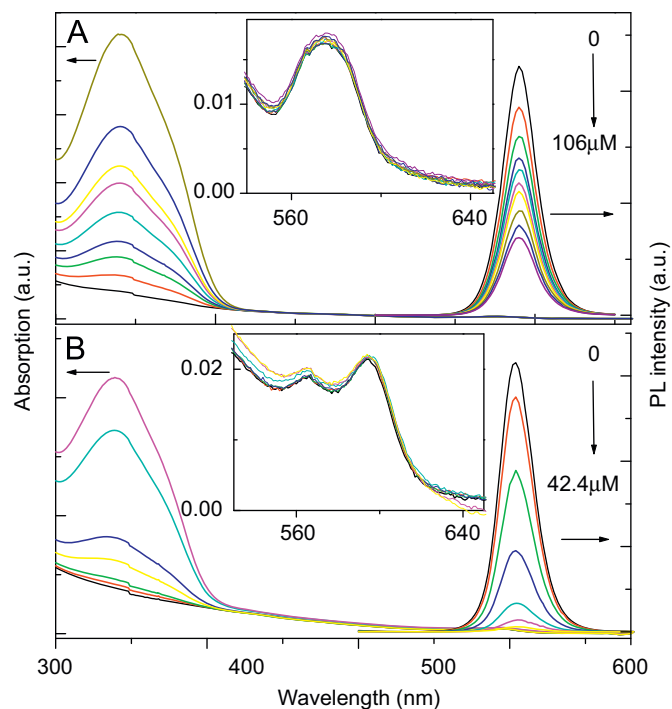 A
0
106μM
0.01
0.00
560
640
B
0
42.4μM
0.02
0.00
560
640
Absorption (a.u.)
PL intensity (a.u.)
300
400
500
600
Wavelength (nm)